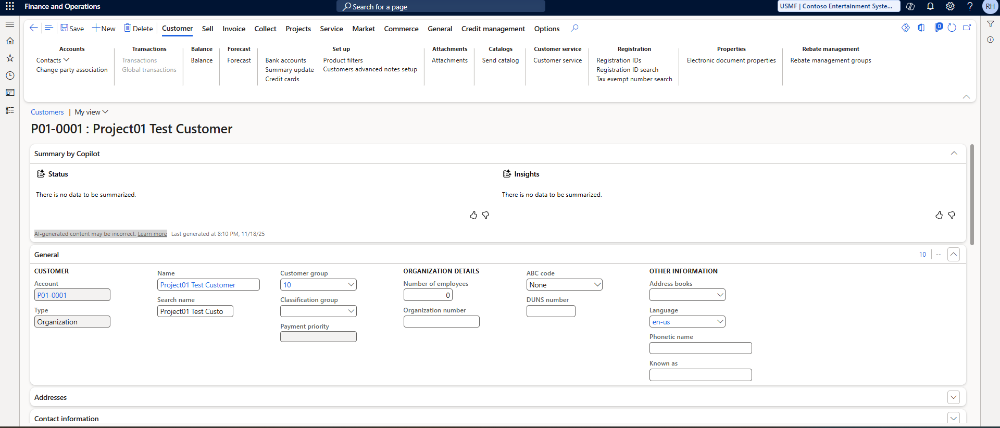 Finance and Operations
Search for a page
USMF | Contoso Entertainment Syste...
RH
Save
New
Delete
Customer
Sell
Invoice
Collect
Projects
Service
Market
Commerce
General
Credit management
Options
0
Accounts
Contacts
Change party association
Transactions
Transactions
Global transactions
Balance
Balance
Forecast
Forecast
Set up
Bank accounts
Summary update
Credit cards
Product filters
Customers advanced notes setup
Attachments
Attachments
Catalogs
Send catalog
Customer service
Customer service
Registration
Registration IDs
Registration ID search
Tax exempt number search
Properties
Electronic document properties
Rebate management
Rebate management groups
Customers | My view
P01-0001 : Project01 Test Customer
Summary by Copilot
Status
There is no data to be summarized.
Insights
There is no data to be summarized.
AI-generated content may be incorrect. Learn more Last generated at 8:10 PM, 11/18/25
General
10 | --
CUSTOMER
Account
P01-0001
Type
Organization
Name
Project01 Test Customer
Search name
Project01 Test Custo
Customer group
10
Classification group
Payment priority
ORGANIZATION DETAILS
Number of employees
0
Organization number
ABC code
None
DUNS number
OTHER INFORMATION
Address books
Language
en-us
Phonetic name
Known as
Addresses
Contact information